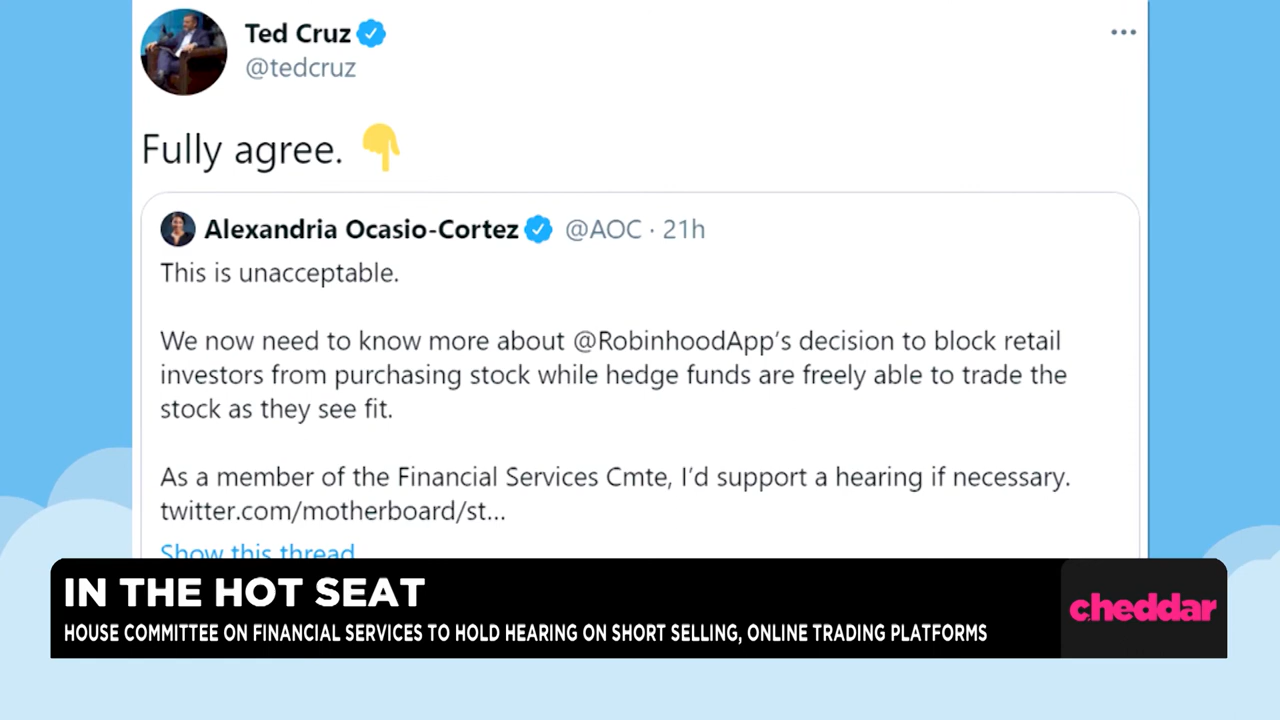 Ted Cruz
@tedcruz
Fully agree. 👇
Alexandria Ocasio-Cortez @AOC · 21h
This is unacceptable.
We now need to know more about @RobinhoodApp’s decision to block retail
investors from purchasing stock while hedge funds are freely able to trade the
stock as they see fit.
As a member of the Financial Services Cmte, I’d support a hearing if necessary.
twitter.com/motherboard/st...
Show this thread
IN THE HOT SEAT
HOUSE COMMITTEE ON FINANCIAL SERVICES TO HOLD HEARING ON SHORT SELLING, ONLINE TRADING PLATFORMS
cheddar